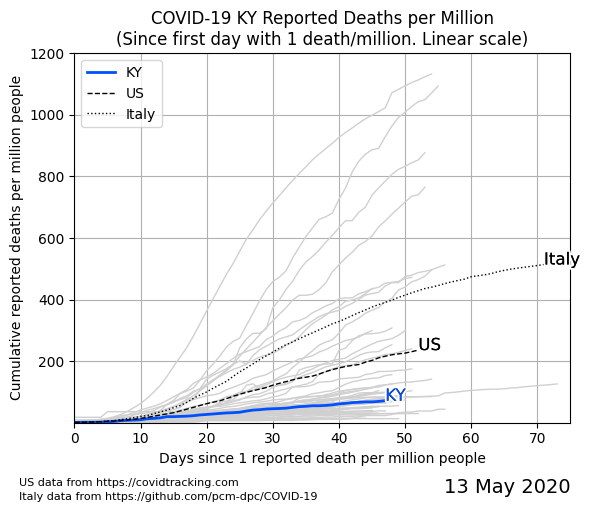 COVID-19 KY Reported Deaths per Million
(Since first day with 1 death/million. Linear scale)
Cumulative reported deaths per million people
1200
1000
800
600
400
200
KY
US
Italy
Italy
US
KY
0 10 20 30 40 50 60 70
Days since 1 reported death per million people
US data from https://covidtracking.com
Italy data from https://github.com/pcm-dpc/COVID-19
13 May 2020